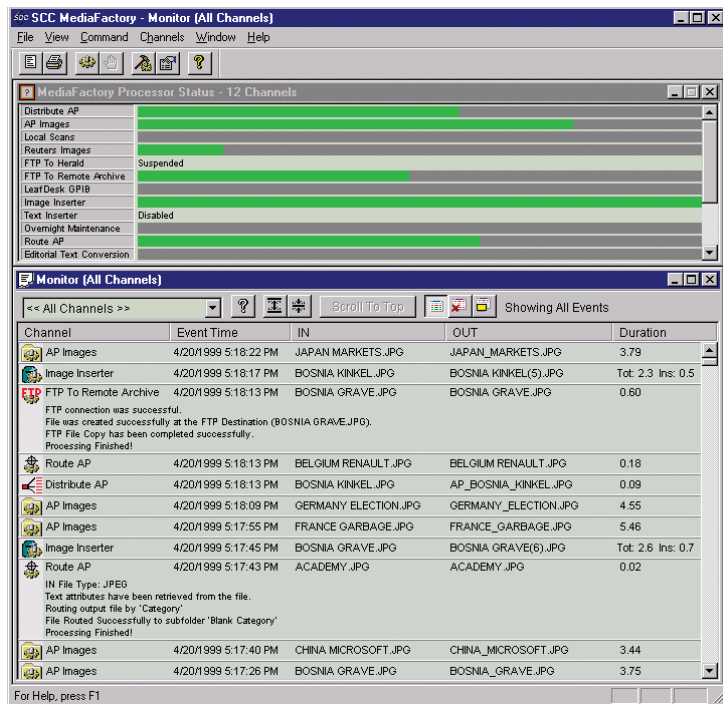 scc SCC MediaFactory - Monitor (All Channels)
File View Command Channels Window Help
MediaFactory Processor Status - 12 Channels
Distribute AP
AP Images
Local Scans
Reuters Images
FTP To Herald Suspended
FTP To Remote Archive
LeafDesk GPIB
Image Inserter
Text Inserter Disabled
Overnight Maintenance
Route AP
Editorial Text Conversion
Monitor (All Channels)
<< All Channels >> Scroll To Top Showing All Events
Channel Event Time IN OUT Duration
AP Images 4/20/1999 5:18:22 PM JAPAN MARKETS.JPG JAPAN_MARKETS.JPG 3.79
Image Inserter 4/20/1999 5:18:17 PM BOSNIA KINKEL.JPG BOSNIA KINKEL(5).JPG Tot: 2.3 Ins: 0.5
FTP FTP To Remote Archive 4/20/1999 5:18:13 PM BOSNIA GRAVE.JPG BOSNIA GRAVE.JPG 0.60
FTP connection was successful.
File was created successfully at the FTP Destination (BOSNIA GRAVE.JPG).
FTP File Copy has been completed successfully.
Processing Finished!
Route AP 4/20/1999 5:18:13 PM BELGIUM RENAULT.JPG BELGIUM RENAULT.JPG 0.18
Distribute AP 4/20/1999 5:18:13 PM BOSNIA KINKEL.JPG AP_BOSNIA_KINKEL.JPG 0.09
AP Images 4/20/1999 5:18:09 PM GERMANY ELECTION.JPG GERMANY_ELECTION.JPG 4.55
AP Images 4/20/1999 5:17:55 PM FRANCE GARBAGE.JPG FRANCE_GARBAGE.JPG 5.46
Image Inserter 4/20/1999 5:17:45 PM BOSNIA GRAVE.JPG BOSNIA GRAVE(6).JPG Tot: 2.6 Ins: 0.7
Route AP 4/20/1999 5:17:43 PM ACADEMY.JPG ACADEMY.JPG 0.02
IN File Type: JPEG
Text attributes have been retrieved from the file.
Routing output file by 'Category'
File Routed Successfully to subfolder 'Blank Category'
Processing Finished!
AP Images 4/20/1999 5:17:40 PM CHINA MICROSOFT.JPG CHINA_MICROSOFT.JPG 3.44
AP Images 4/20/1999 5:17:26 PM BOSNIA GRAVE.JPG BOSNIA_GRAVE.JPG 3.75
For Help, press F1